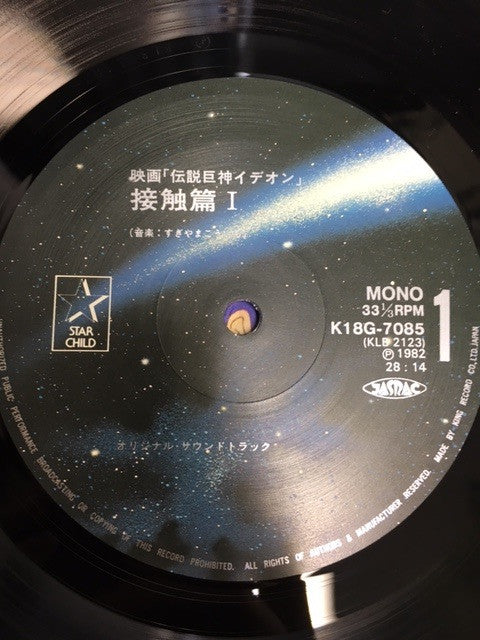 映画「伝説巨神イデオン」
接触篇 I
(音楽:すぎやまこう
STAR
CHILD
MONO
33⅓RPM
K18G-7085
(KLB 2123)
Ⓟ 1982
28:14
JASRAC
1
オリジナル・サウンドトラック
UNAUTHORIZED PUBLIC PERFORMANCE BROADCASTING OR COPYING OF THIS RECORD PROHIBITED. ALL RIGHTS OF AUTHORS & MANUFACTURER RESERVED. MADE BY KING RECORD CO., LTD. JAPAN